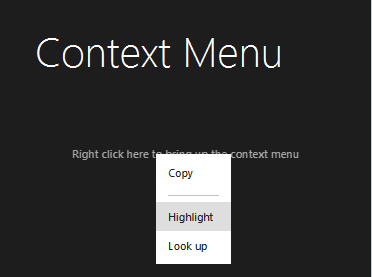 Context Menu
Right click here to bring up the context menu
Copy
Highlight
Look up